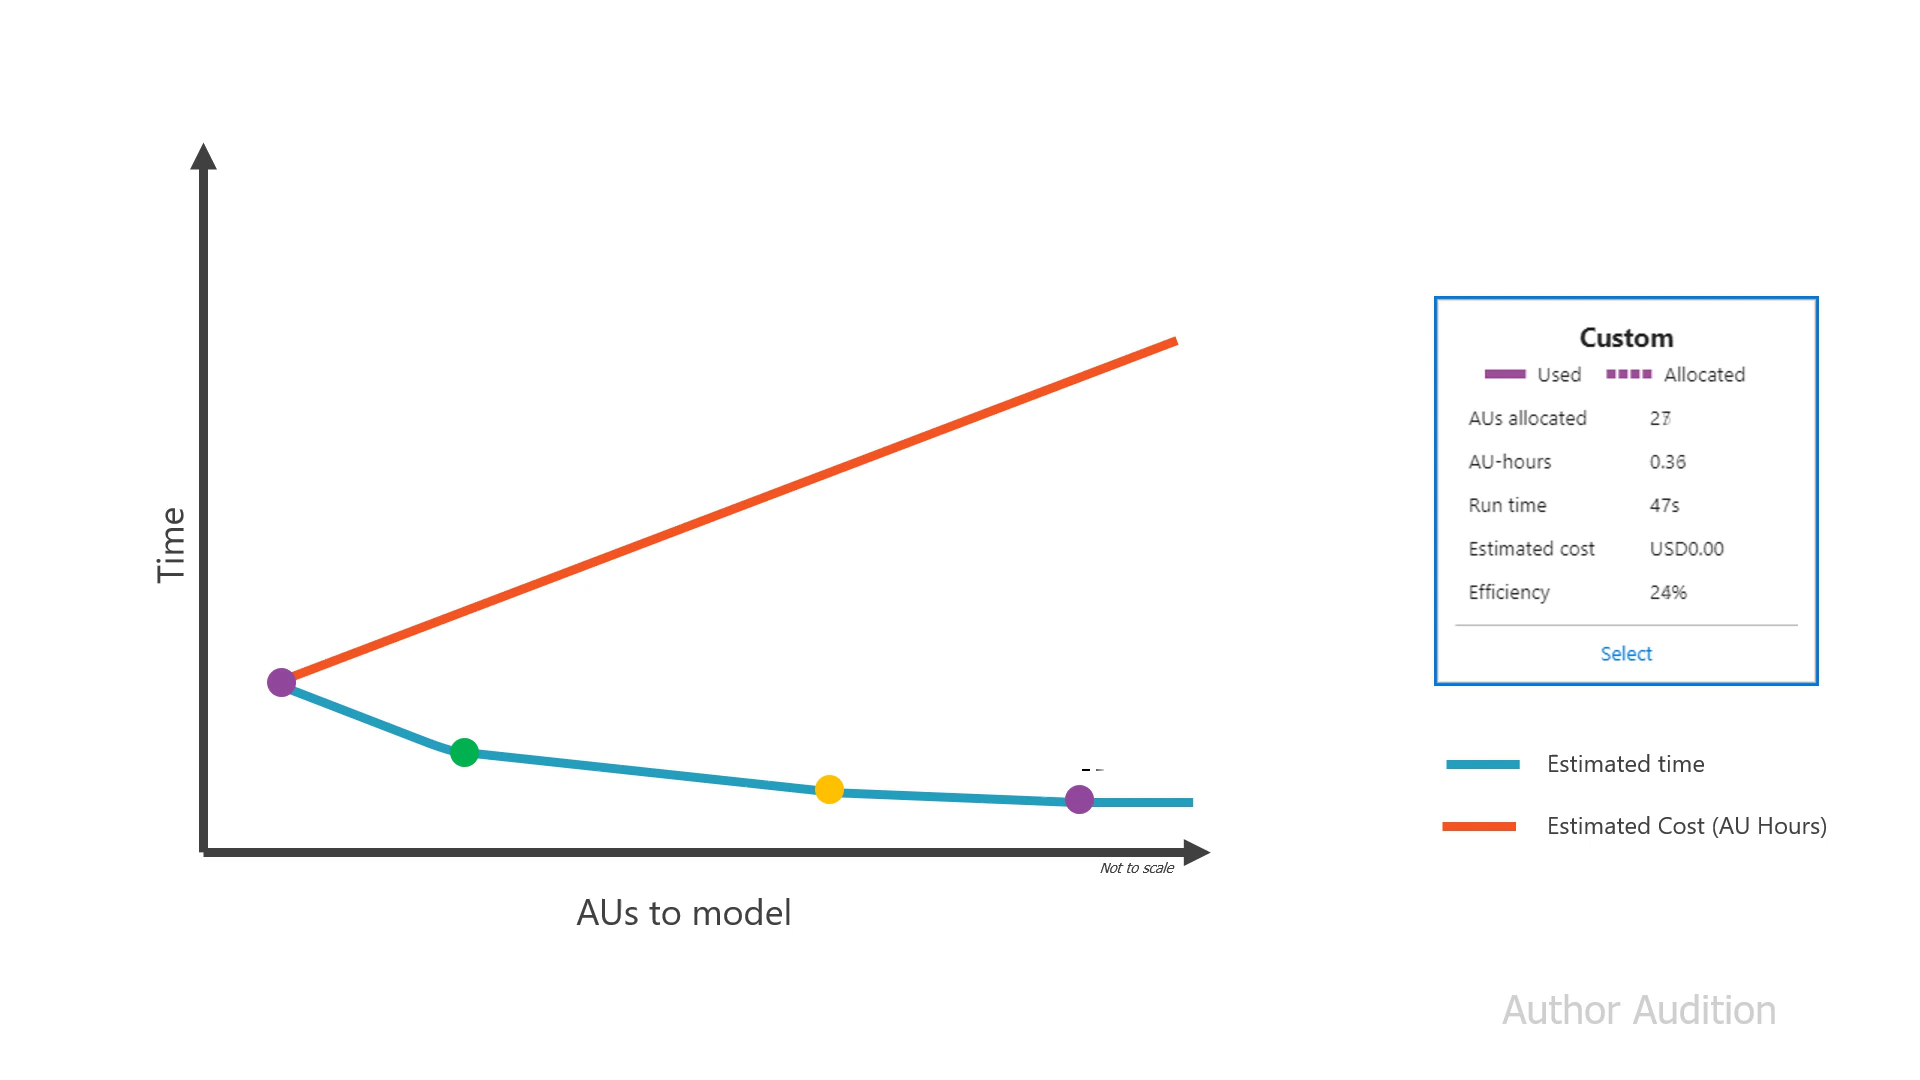 Time
Not to scale
AUs to model
Custom
Used Allocated
AUs allocated
AU-hours 0.36
Run time 47s
Estimated cost USD0.00
Efficiency 24%
Select
Estimated time
Estimated Cost (AU Hours)
Author Audition